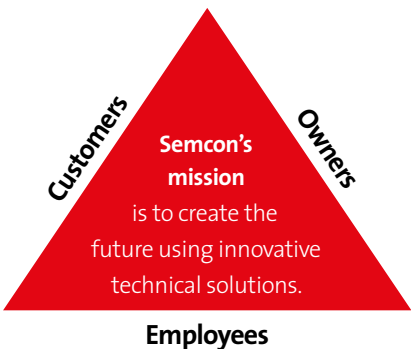 Customers
Owners
Semcon's
mission
is to create the
future using innovative
technical solutions.
Employees